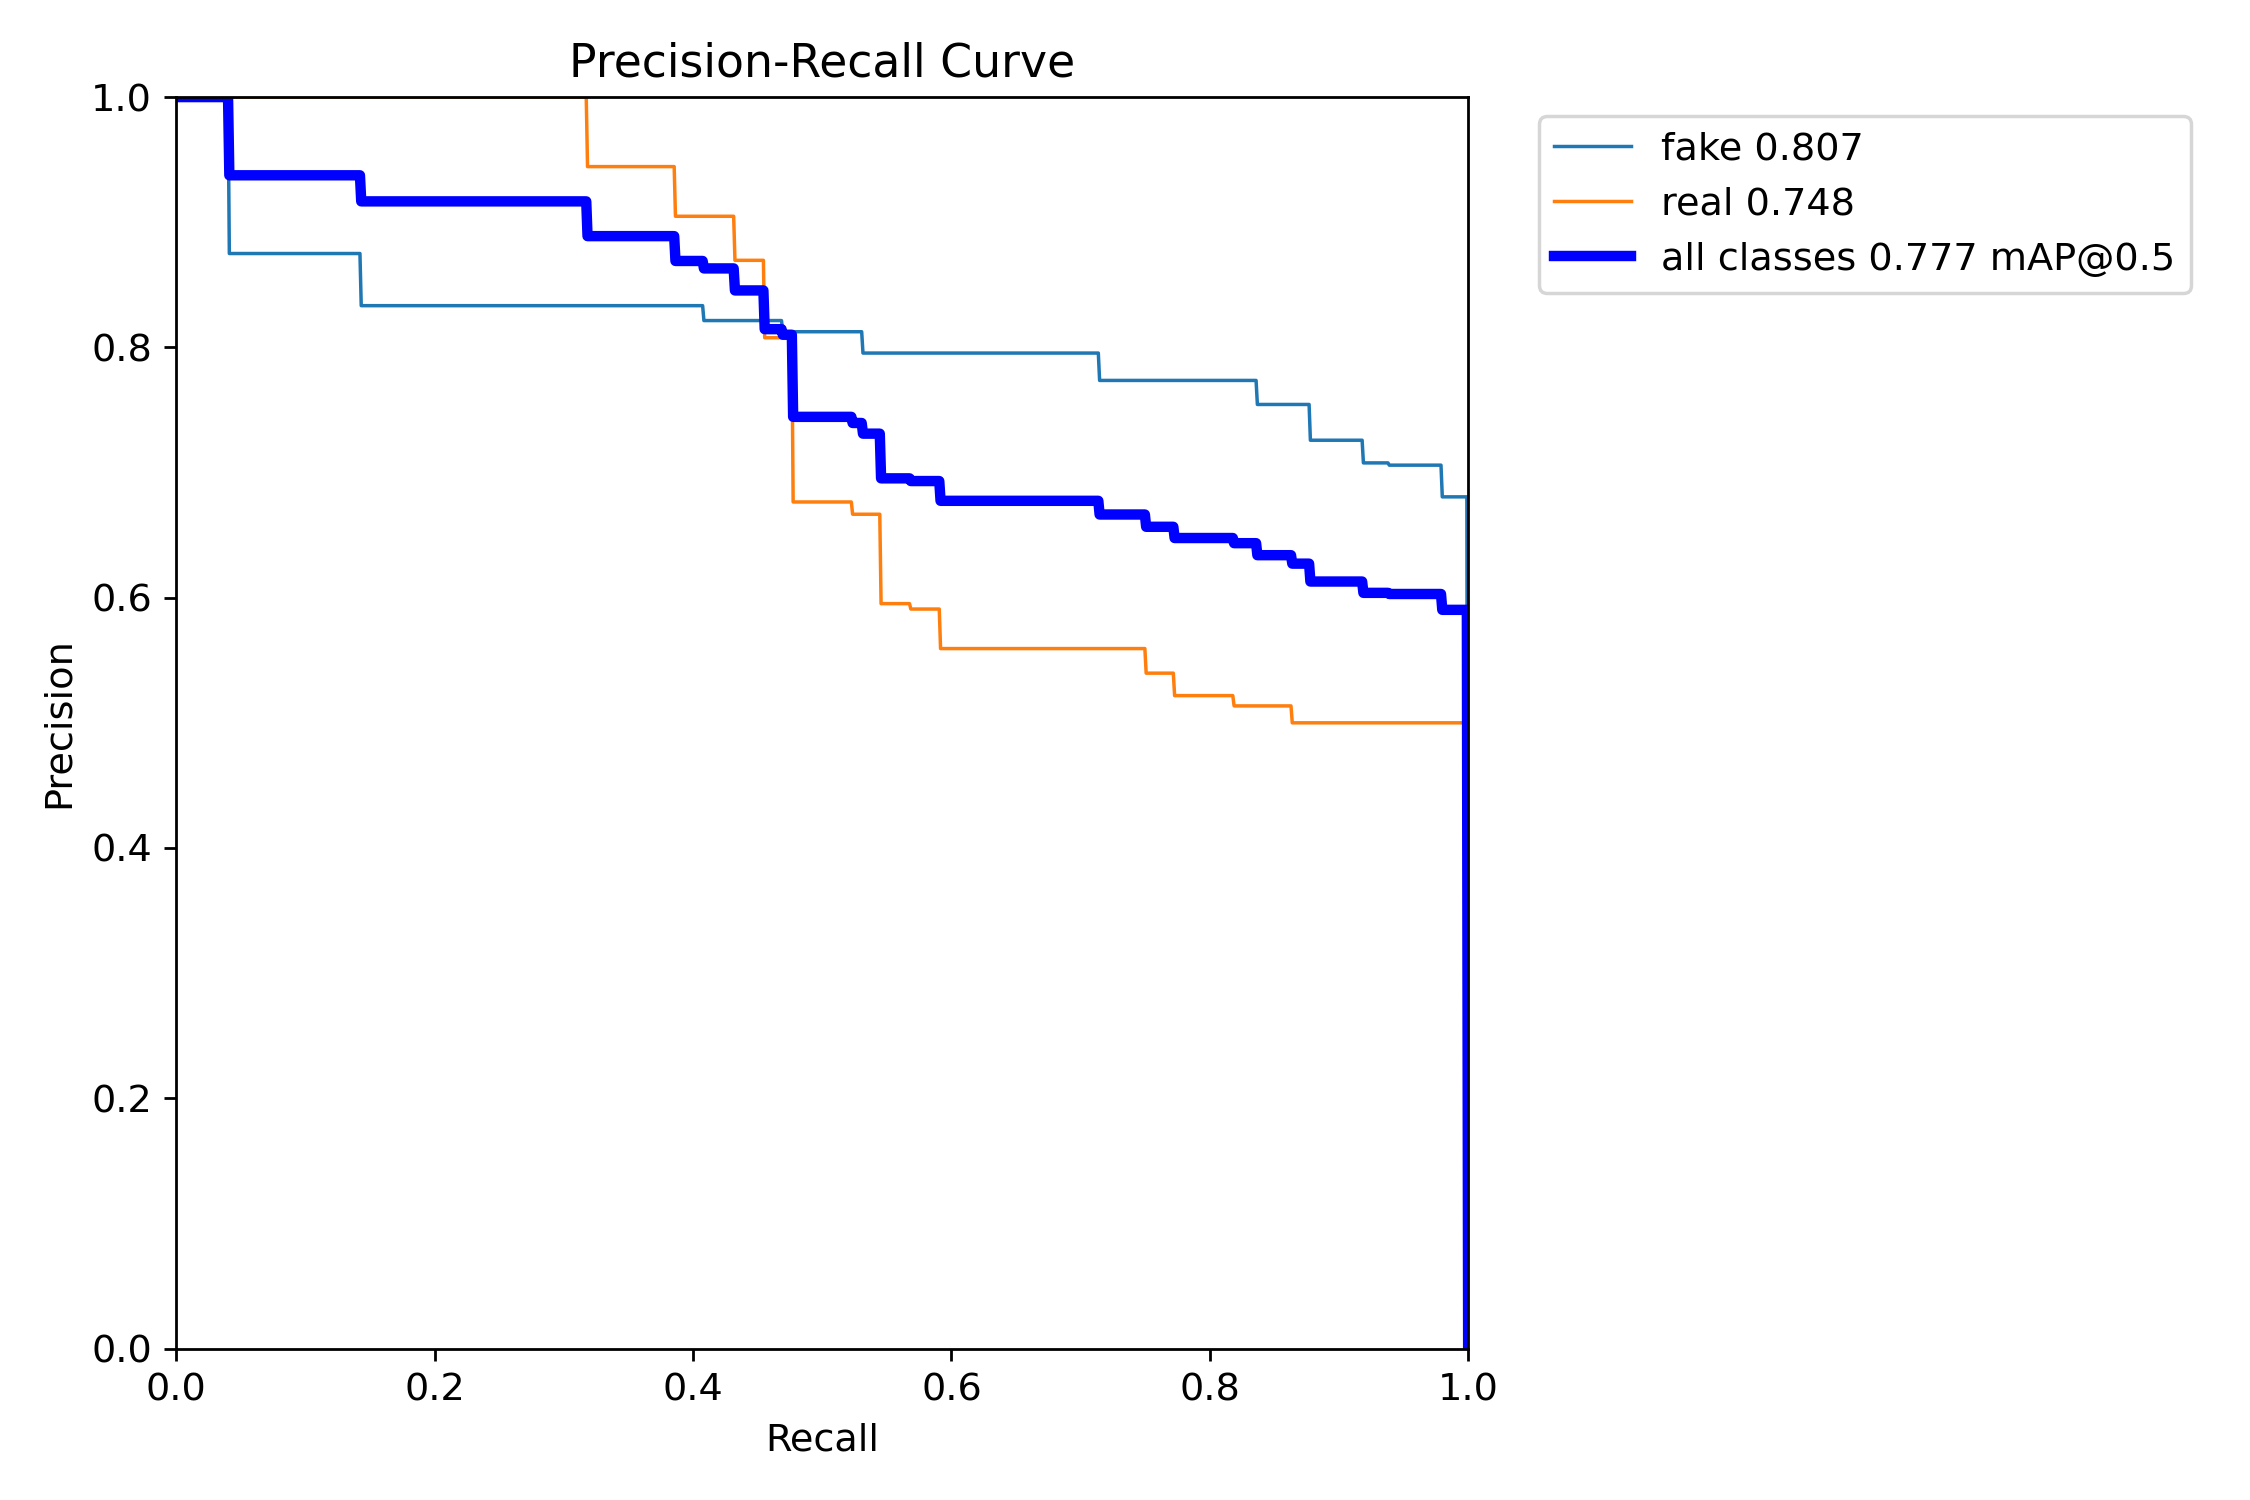 Precision-Recall Curve
1.0
0.8
0.6
0.4
0.2
0.0
Precision
0.0 0.2 0.4 0.6 0.8 1.0
Recall
fake 0.807
real 0.748
all classes 0.777 mAP@0.5